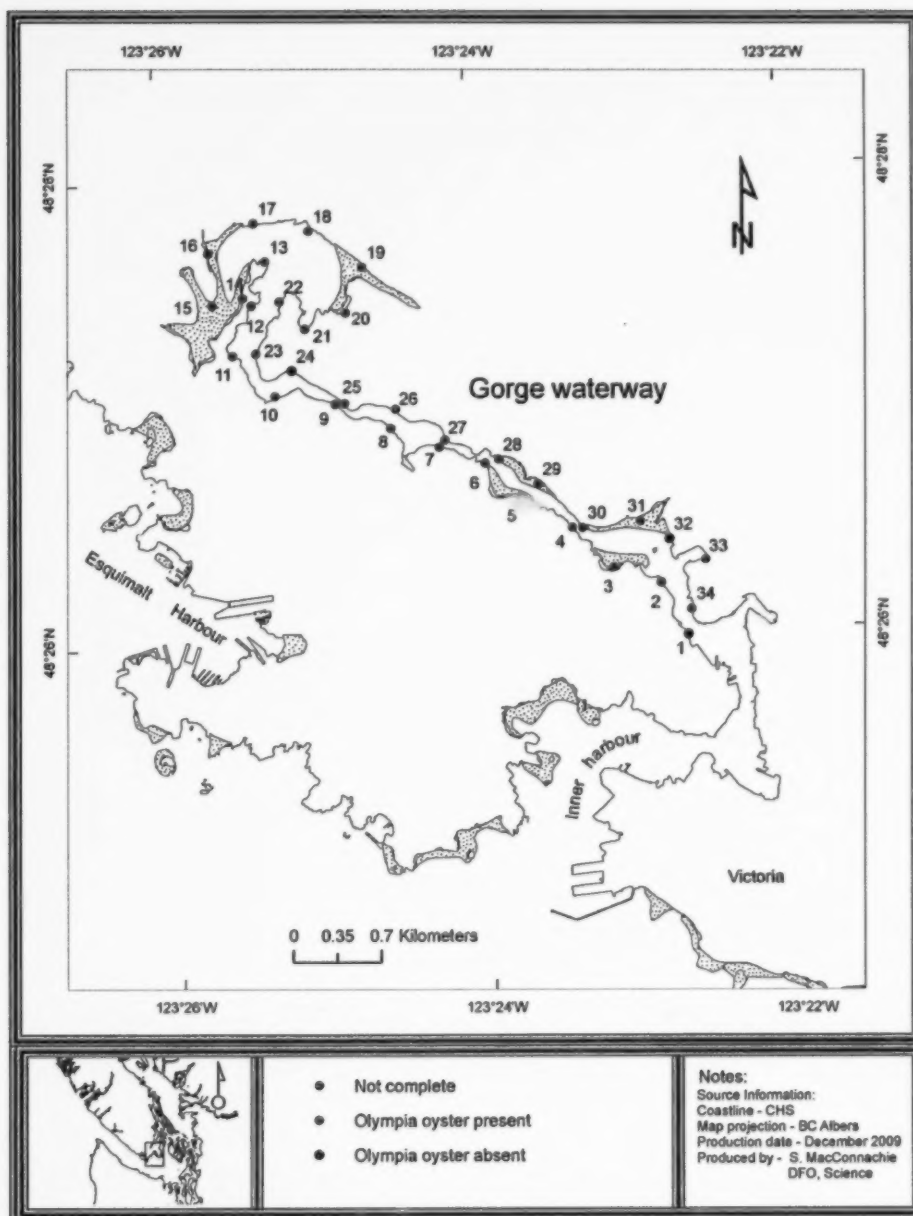 123°26'W 123°24'W 123°22'W
48°26'N 48°26'N
N
17
18
16 13 19
14 22
15 20
12 21
23 24
11
25 26
10 9
8 27
7 28
6 29
5 30 31
4 32
33
3
2 34
1
Gorge waterway
Esquimalt
Harbour
48°26'N 48°26'N
Inner harbour
Victoria
0 0.35 0.7 Kilometers
123°26'W 123°24'W 123°22'W
Not complete
Olympia oyster present
Olympia oyster absent
Notes:
Source Information:
Coastline - CHS
Map projection - BC Albers
Production date - December 2009
Produced by - S. MacConnachie
DFO, Science